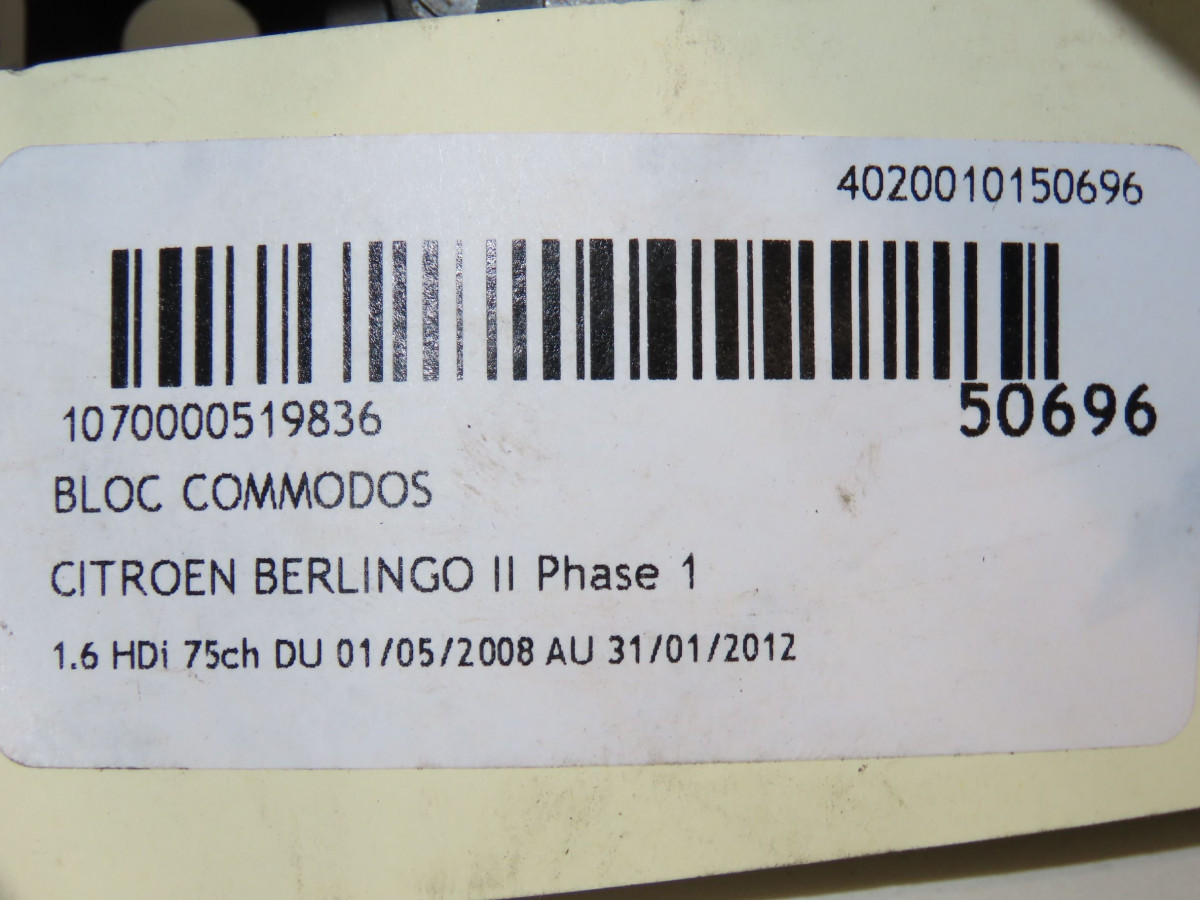 4020010150696
1070000519836
50696
BLOC COMMODOS
CITROEN BERLINGO II Phase 1
1.6 HDi 75ch DU 01/05/2008 AU 31/01/2012